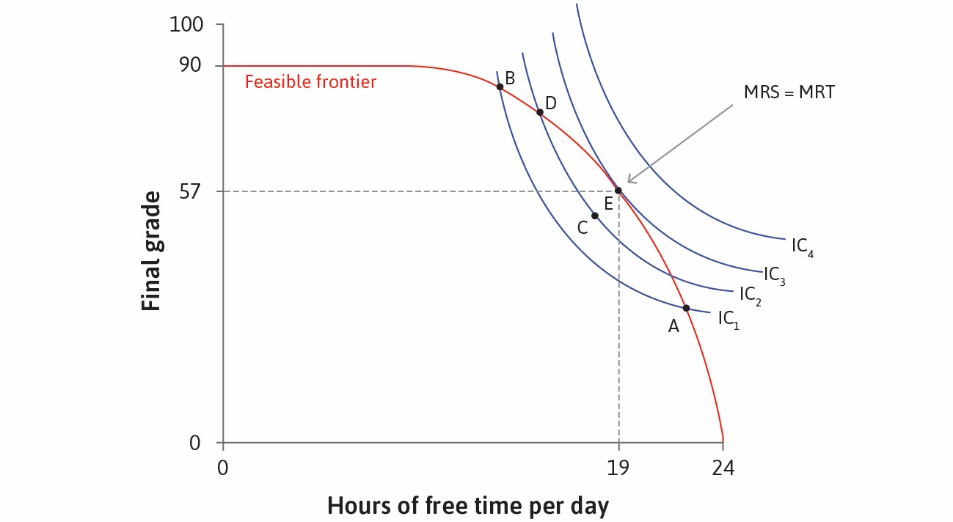 100
90
Feasible frontier
B
D
MRS = MRT
57
E
C
A
IC₄
IC₃
IC₂
IC₁
Final grade
0
0
19
24
Hours of free time per day